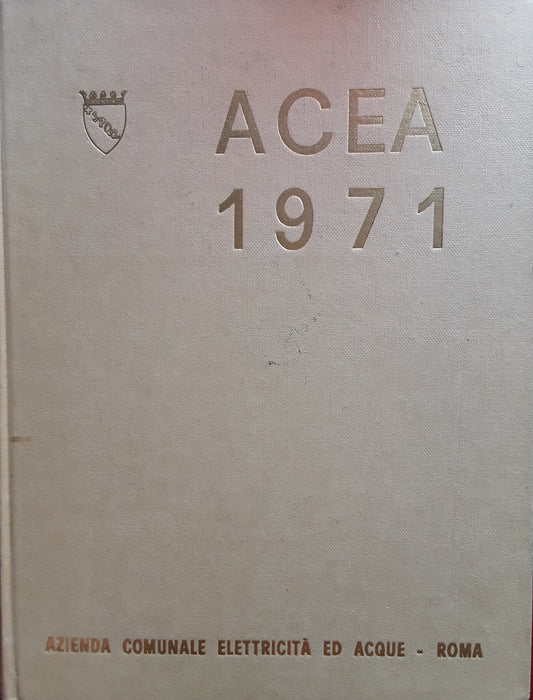 ACEA
1971
AZIENDA COMUNALE ELETTRICITÀ ED ACQUE - ROMA